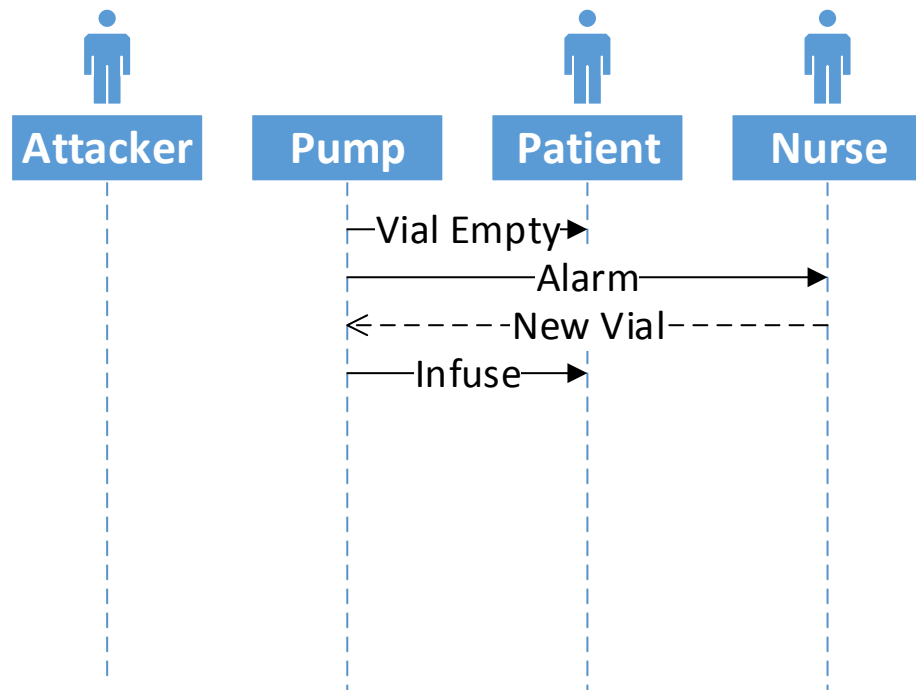 Attacker
Pump
Patient
Nurse
Vial Empty
Alarm
New Vial
Infuse